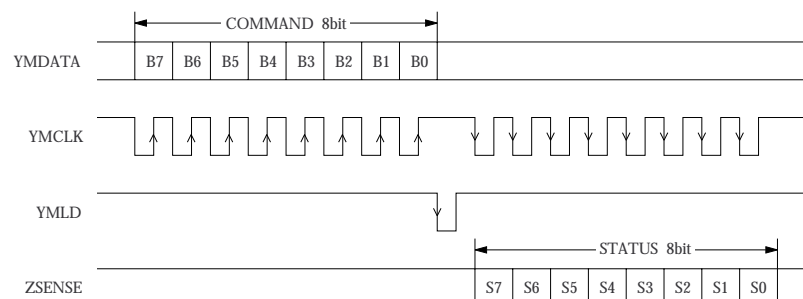 COMMAND 8bit
YMDATA B7 B6 B5 B4 B3 B2 B1 B0
YMCLK
YMLD
STATUS 8bit
ZSENSE S7 S6 S5 S4 S3 S2 S1 S0